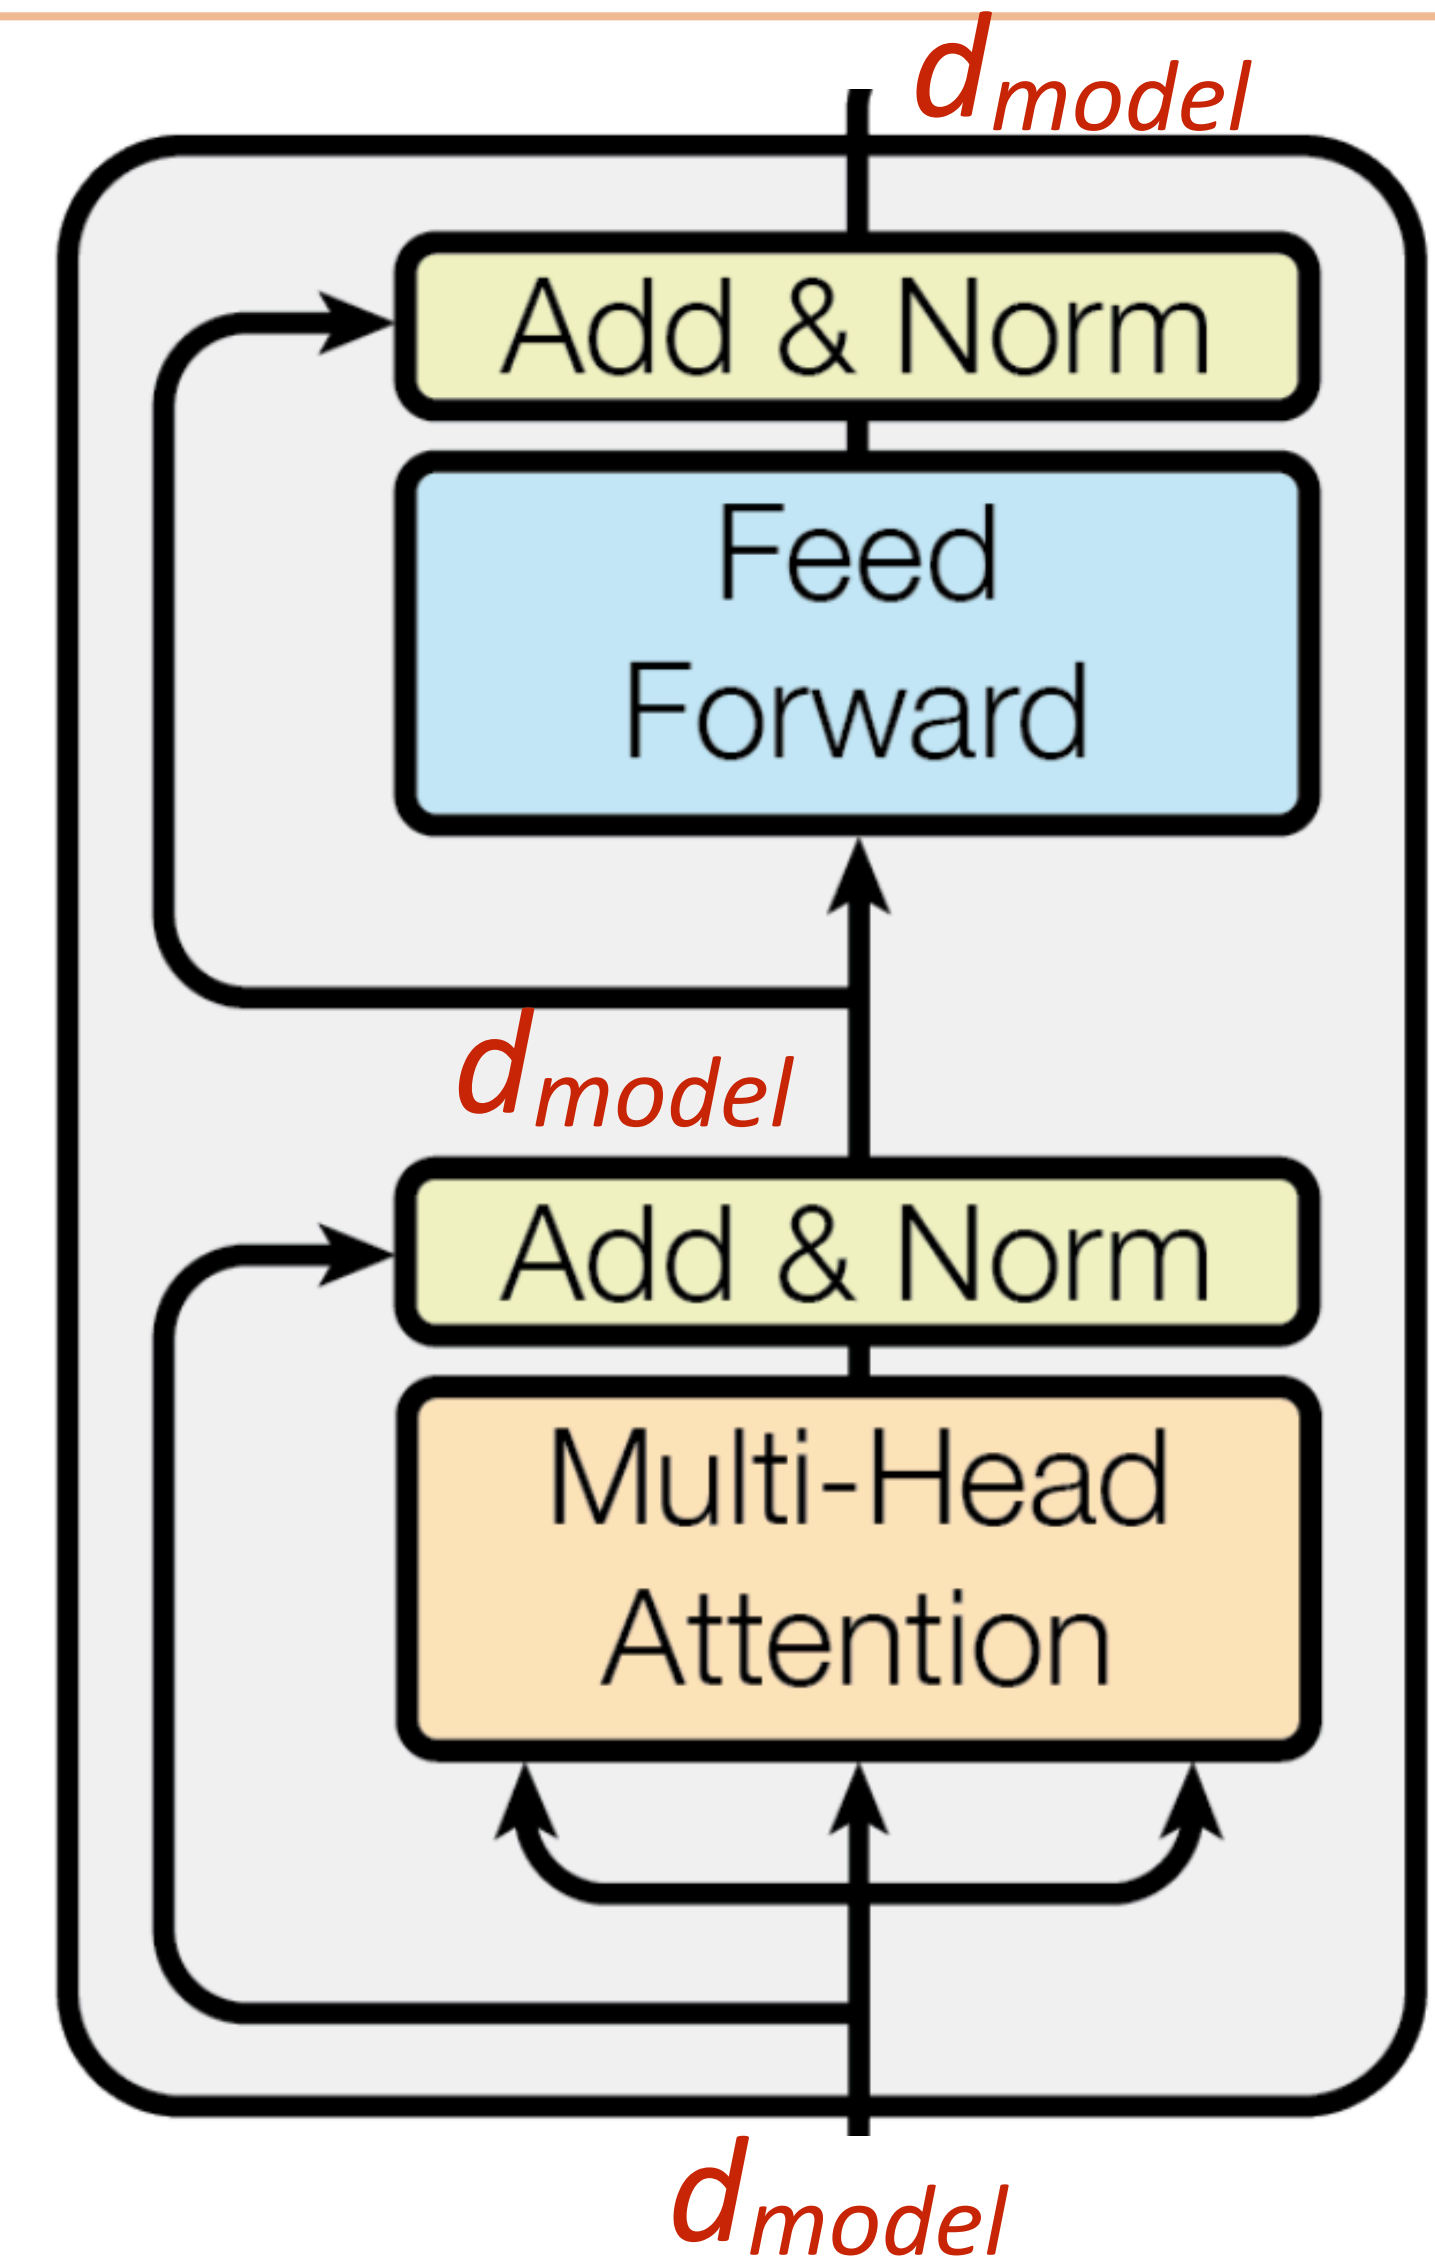 dmodel
Add & Norm
Feed
Forward
dmodel
Add & Norm
Multi-Head
Attention
dmodel